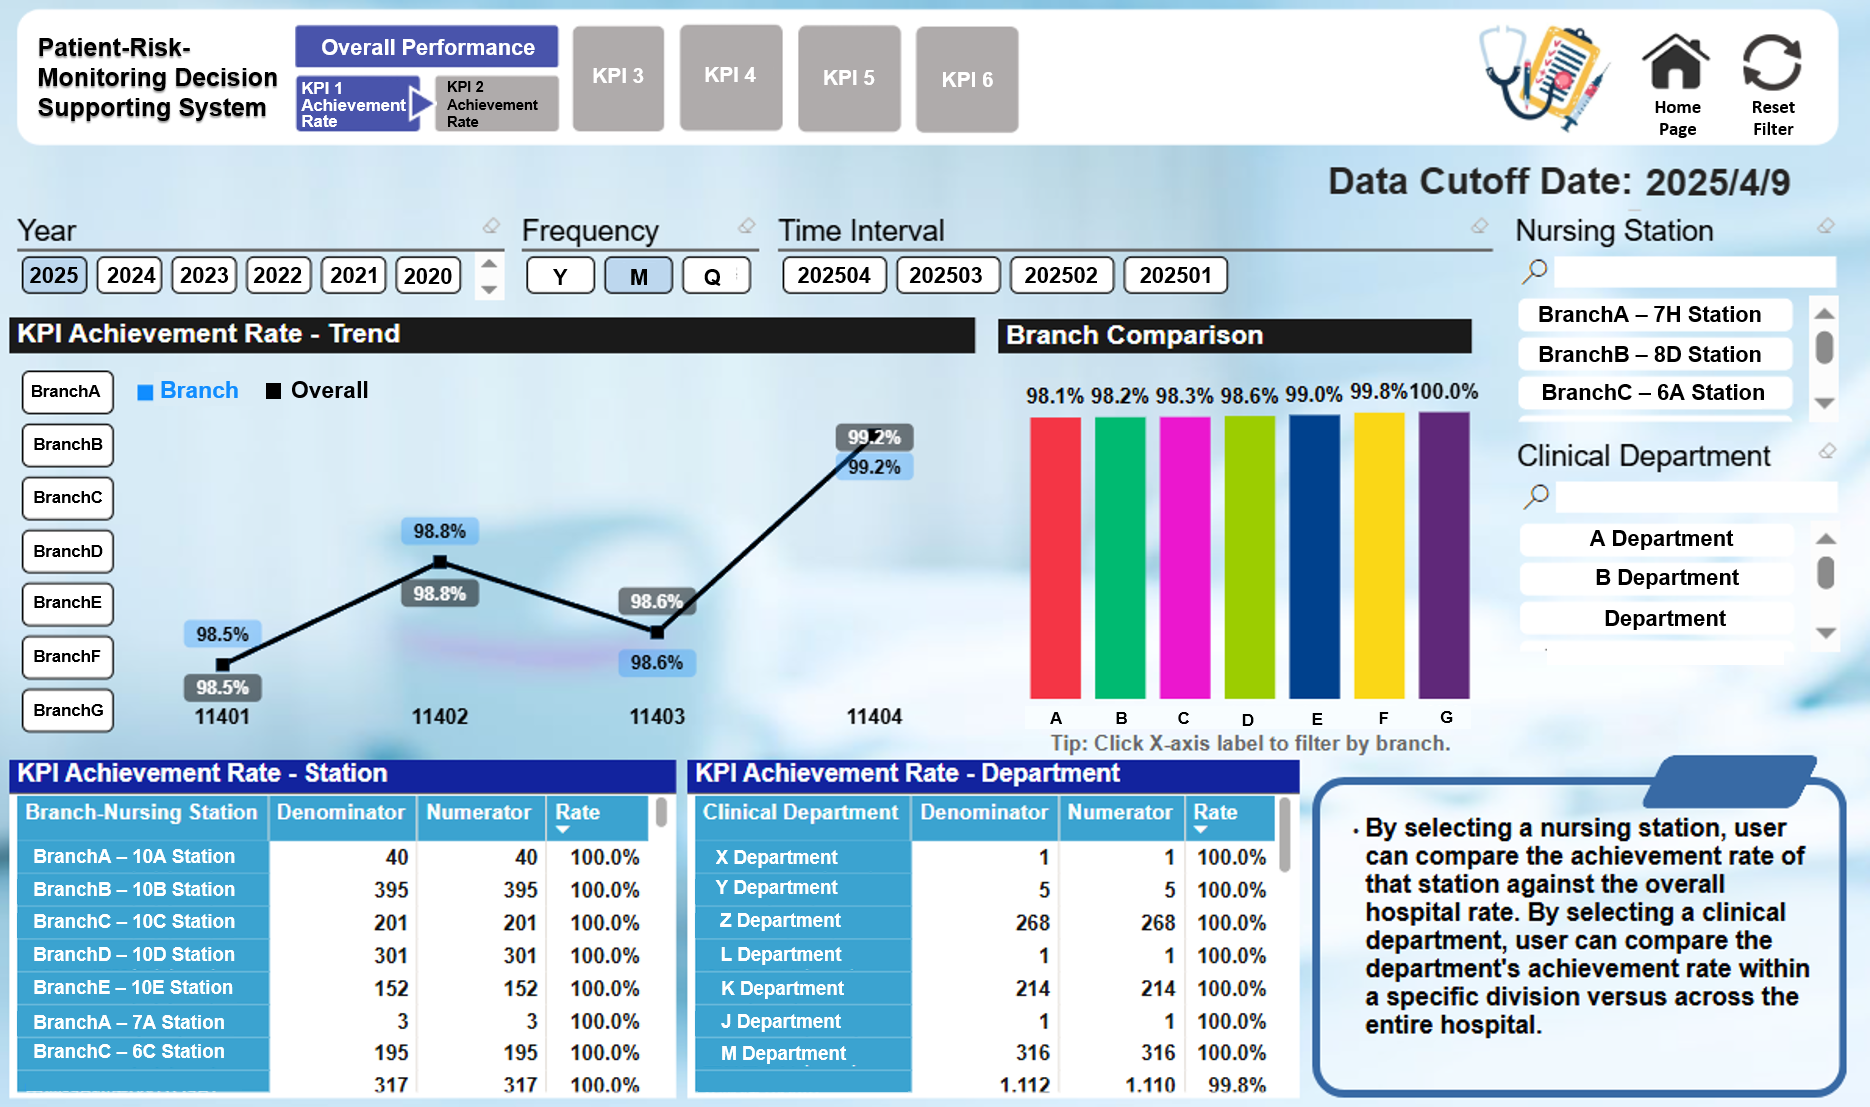 Patient-Risk-
Monitoring Decision
Supporting System
Overall Performance
KPI 1
Achievement
Rate
KPI 2
Achievement
Rate
KPI 3
KPI 4
KPI 5
KPI 6
Home
Page
Reset
Filter
Data Cutoff Date: 2025/4/9
Year
2025 2024 2023 2022 2021 2020
Frequency
Y M Q
Time Interval
202504 202503 202502 202501
Nursing Station
BranchA – 7H Station
BranchB – 8D Station
BranchC – 6A Station
Clinical Department
A Department
B Department
Department
KPI Achievement Rate - Trend
BranchA
BranchB
BranchC
BranchD
BranchE
BranchF
BranchG
Branch Overall
98.5%
98.5%
98.8%
98.8%
98.6%
98.6%
99.2%
99.2%
11401 11402 11403 11404
Branch Comparison
98.1% 98.2% 98.3% 98.6% 99.0% 99.8% 100.0%
A B C D E F G
Tip: Click X-axis label to filter by branch.
KPI Achievement Rate - Station
Branch-Nursing Station Denominator Numerator Rate
BranchA – 10A Station 40 40 100.0%
BranchB – 10B Station 395 395 100.0%
BranchC – 10C Station 201 201 100.0%
BranchD – 10D Station 301 301 100.0%
BranchE – 10E Station 152 152 100.0%
BranchA – 7A Station 3 3 100.0%
BranchC – 6C Station 195 195 100.0%
317 317 100.0%
KPI Achievement Rate - Department
Clinical Department Denominator Numerator Rate
X Department 1 1 100.0%
Y Department 5 5 100.0%
Z Department 268 268 100.0%
L Department 1 1 100.0%
K Department 214 214 100.0%
J Department 1 1 100.0%
M Department 316 316 100.0%
1,112 1,110 99.8%
• By selecting a nursing station, user
can compare the achievement rate of
that station against the overall
hospital rate. By selecting a clinical
department, user can compare the
department's achievement rate within
a specific division versus across the
entire hospital.